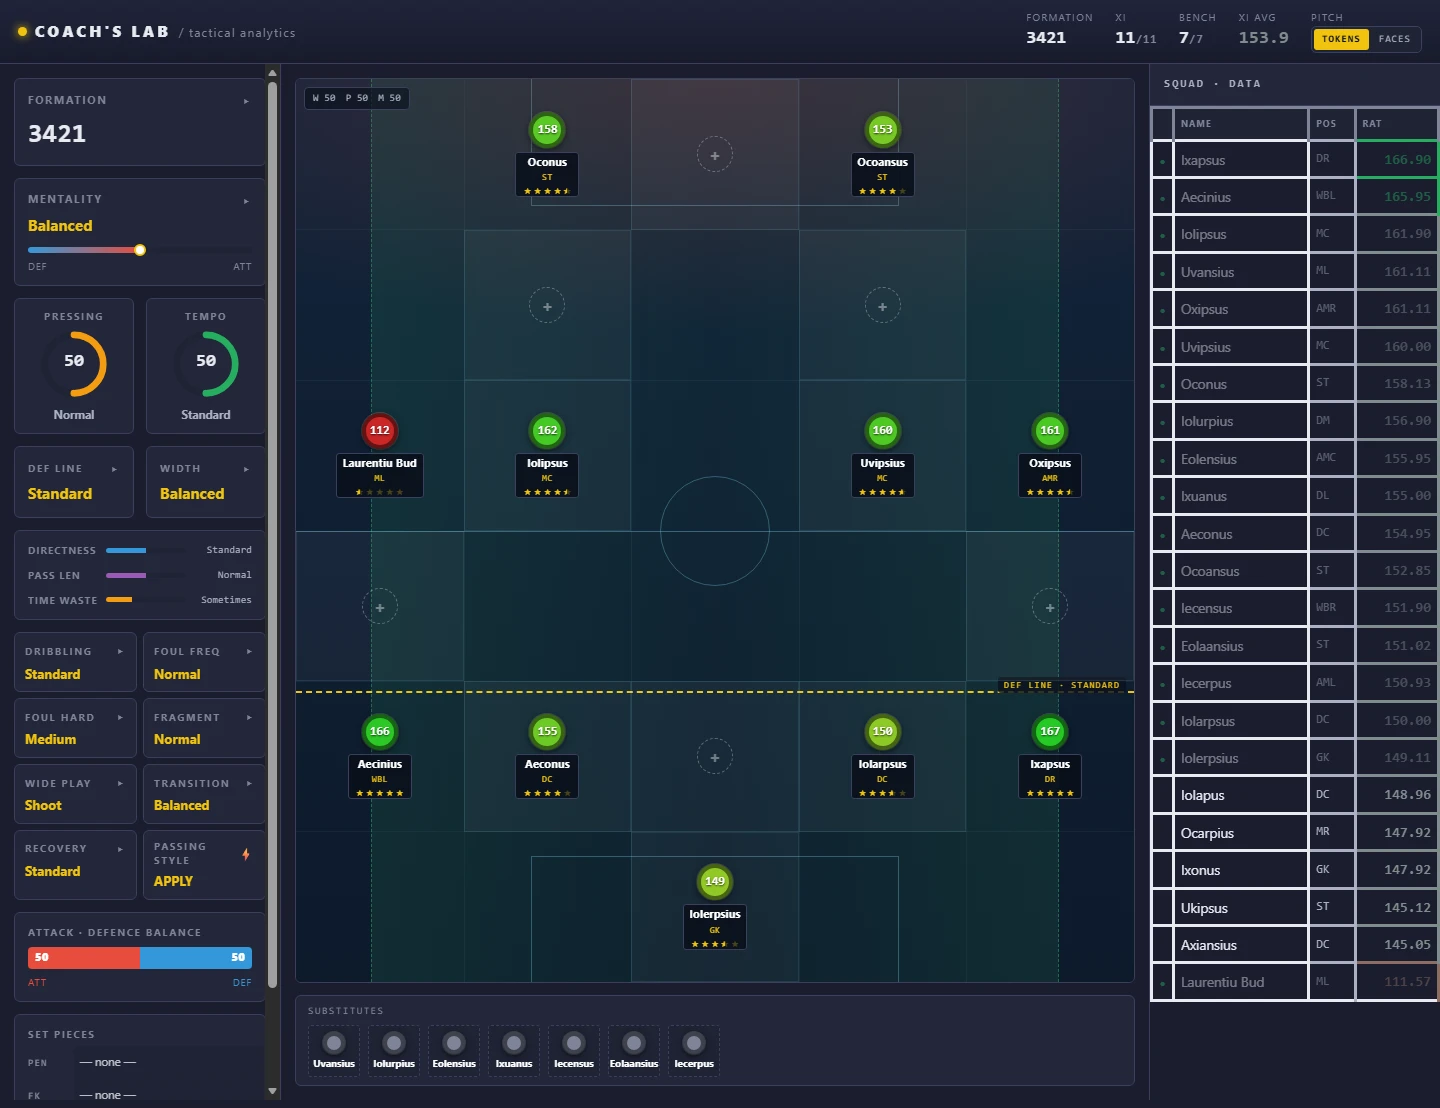 COACH'S LAB / tactical analytics
FORMATION
3421
XI
11/11
BENCH
7/7
XI AVG
153.9
PITCH
TOKENS FACES
FORMATION
3421
MENTALITY
Balanced
DEF ATT
PRESSING
50
Normal
TEMPO
50
Standard
DEF LINE
Standard
WIDTH
Balanced
DIRECTNESS Standard
PASS LEN Normal
TIME WASTE Sometimes
DRIBBLING
Standard
FOUL FREQ
Normal
FOUL HARD
Medium
FRAGMENT
Normal
WIDE PLAY
Shoot
TRANSITION
Balanced
RECOVERY
Standard
PASSING STYLE
APPLY
ATTACK · DEFENCE BALANCE
50 50
ATT DEF
SET PIECES
PEN — none —
FK — none —
W 50 P 50 M 50
158
Oconus
ST
153
Ocoansus
ST
112
Laurentiu Bud
ML
162
Iolipsus
MC
160
Uvipsius
MC
161
Oxipsus
AMR
DEF LINE · STANDARD
166
Aecinius
WBL
155
Aeconus
DC
150
Iolarpsus
DC
167
Ixapsus
DR
149
Iolerpsius
GK
SUBSTITUTES
Uvansius Iolurpius Eolensius Ixuanus Iecensus Eolaansius Iecerpus
SQUAD · DATA
NAME POS RAT
Ixapsus DR 166.90
Aecinius WBL 165.95
Iolipsus MC 161.90
Uvansius ML 161.11
Oxipsus AMR 161.11
Uvipsius MC 160.00
Oconus ST 158.13
Iolurpius DM 156.90
Eolensius AMC 155.95
Ixuanus DL 155.00
Aeconus DC 154.95
Ocoansus ST 152.85
Iecensus WBR 151.90
Eolaansius ST 151.02
Iecerpus AML 150.93
Iolarpsus DC 150.00
Iolerpsius GK 149.11
Iolapus DC 148.96
Ocarpius MR 147.92
Ixonus GK 147.92
Ukipsus ST 145.12
Axiansius DC 145.05
Laurentiu Bud ML 111.57